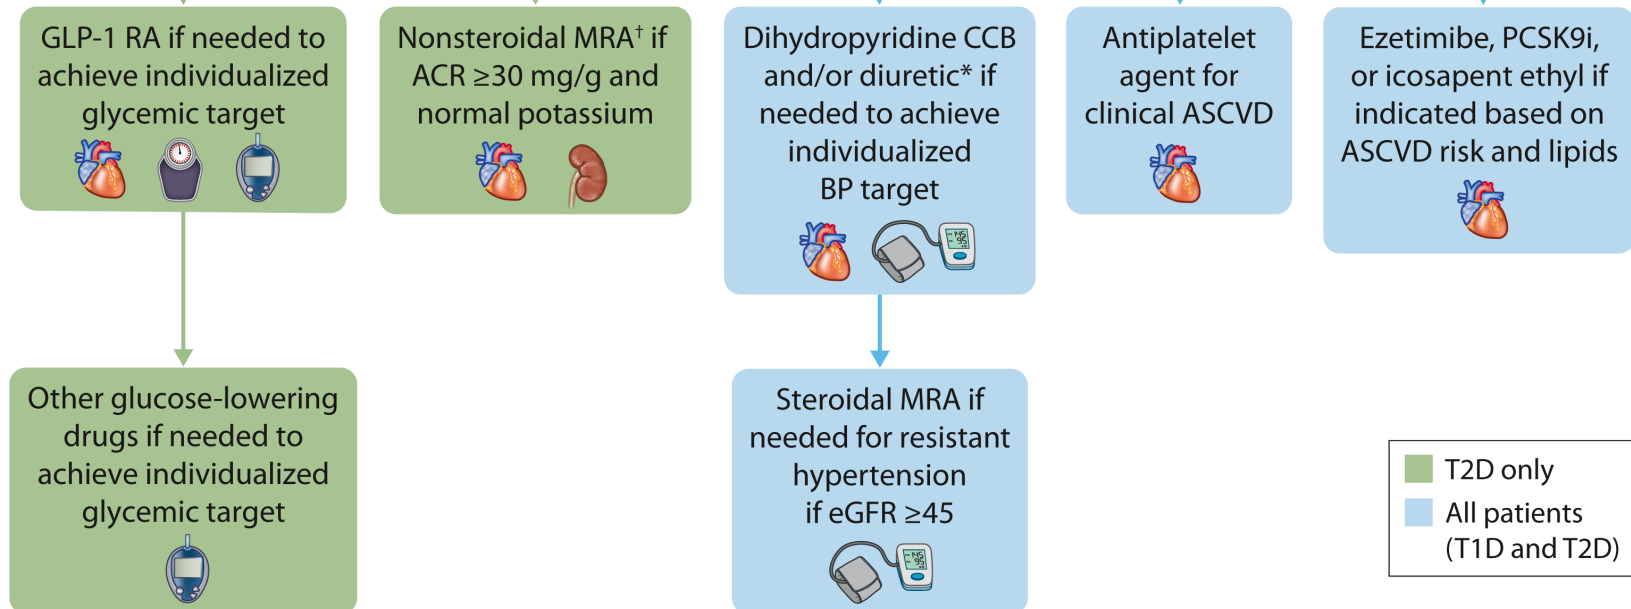 GLP-1 RA if needed to
achieve individualized
glycemic target
Nonsteroidal MRA† if
ACR ≥30 mg/g and
normal potassium
Dihydropyridine CCB
and/or diuretic* if
needed to achieve
individualized
BP target
Antiplatelet
agent for
clinical ASCVD
Ezetimibe, PCSK9i,
or icosapent ethyl if
indicated based on
ASCVD risk and lipids
145
95
Other glucose-lowering
drugs if needed to
achieve individualized
glycemic target
Steroidal MRA if
needed for resistant
hypertension
if eGFR ≥45
145
95
T2D only
All patients
(T1D and T2D)